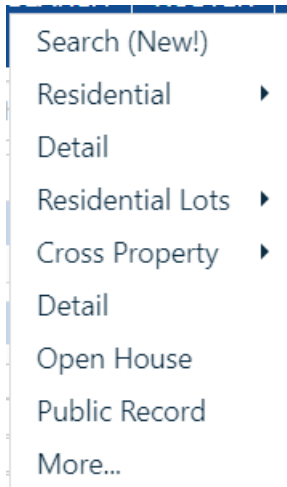 Search (New!)
Residential
Detail
Residential Lots
Cross Property
Detail
Open House
Public Record
More...